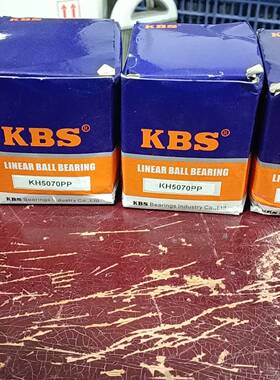 KBS®
LINEAR BALL BEARING
KH5070PP
KBS Bearings Industry Co.,Ltd.
KBS®
LINEAR BALL BEARING
KH5070PP
KBS Bearings Industry Co.,Ltd.